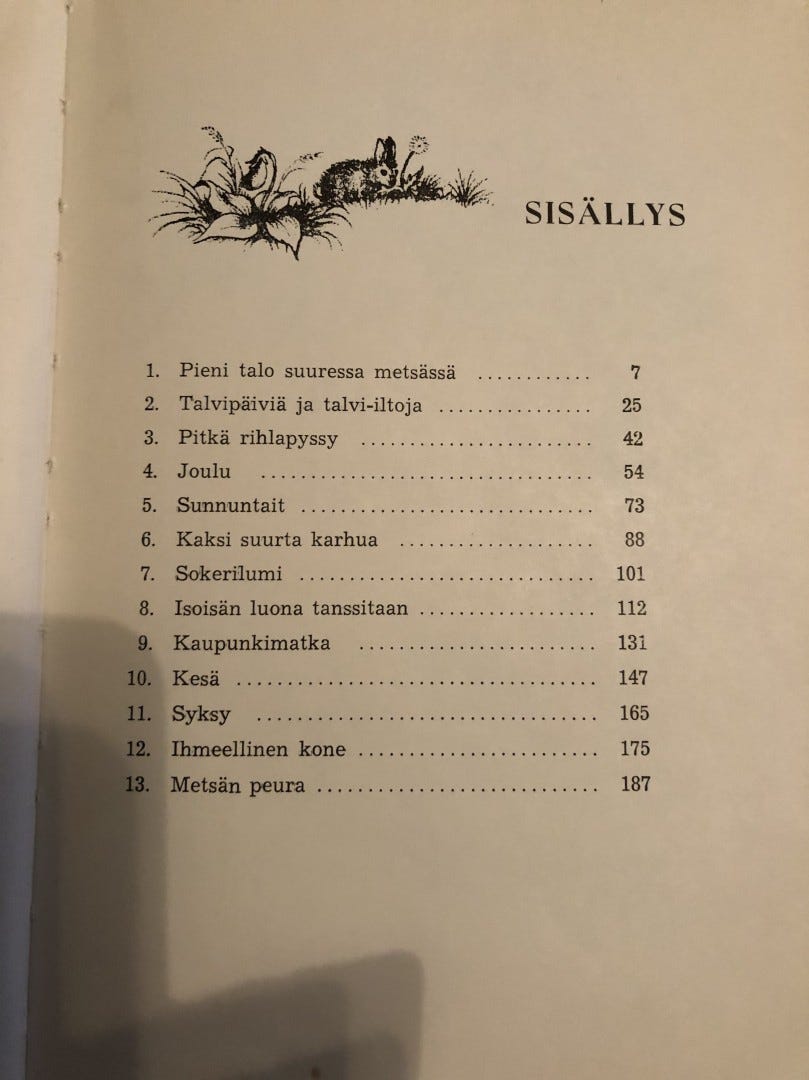 SISÄLLYS
1. Pieni talo suuressa metsässä ............ 7
2. Talvipäiviä ja talvi-iltoja ................ 25
3. Pitkä rihlapyssy ........................ 42
4. Joulu .................................. 54
5. Sunnuntait .............................. 73
6. Kaksi suurta karhua .................... 88
7. Sokerilumi .............................. 101
8. Isoisän luona tanssitaan .................. 112
9. Kaupunkimatka ........................ 131
10. Kesä .................................... 147
11. Syksy .................................. 165
12. Ihmeellinen kone ........................ 175
13. Metsän peura ............................ 187